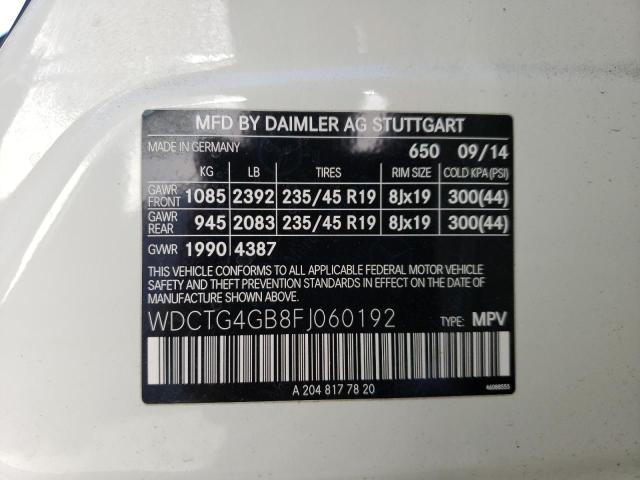 MFD BY DAIMLER AG STUTTGART
MADE IN GERMANY 650 09/14
KG LB TIRES RIM SIZE COLD KPA (PSI)
GAWR FRONT 1085 2392 235/45 R19 8Jx19 300(44)
GAWR REAR 945 2083 235/45 R19 8Jx19 300(44)
GVWR 1990 4387
THIS VEHICLE CONFORMS TO ALL APPLICABLE FEDERAL MOTOR VEHICLE
SAFETY AND THEFT PREVENTION STANDARDS IN EFFECT ON THE DATE OF
MANUFACTURE SHOWN ABOVE.
WDCTG4GB8FJ060192 TYPE: MPV
A 204 817 78 20
46088555